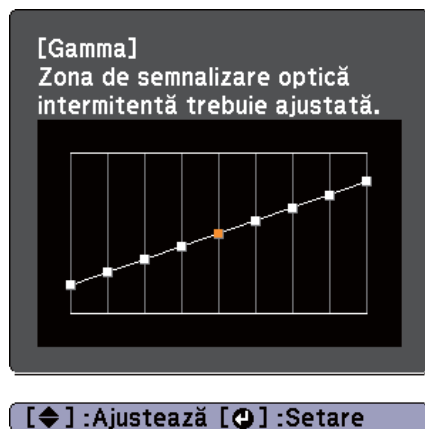 [Gamma]
Zona de semnalizare optică
intermitentă trebuie ajustată.
[◆] :Ajustează [⏎] :Setare